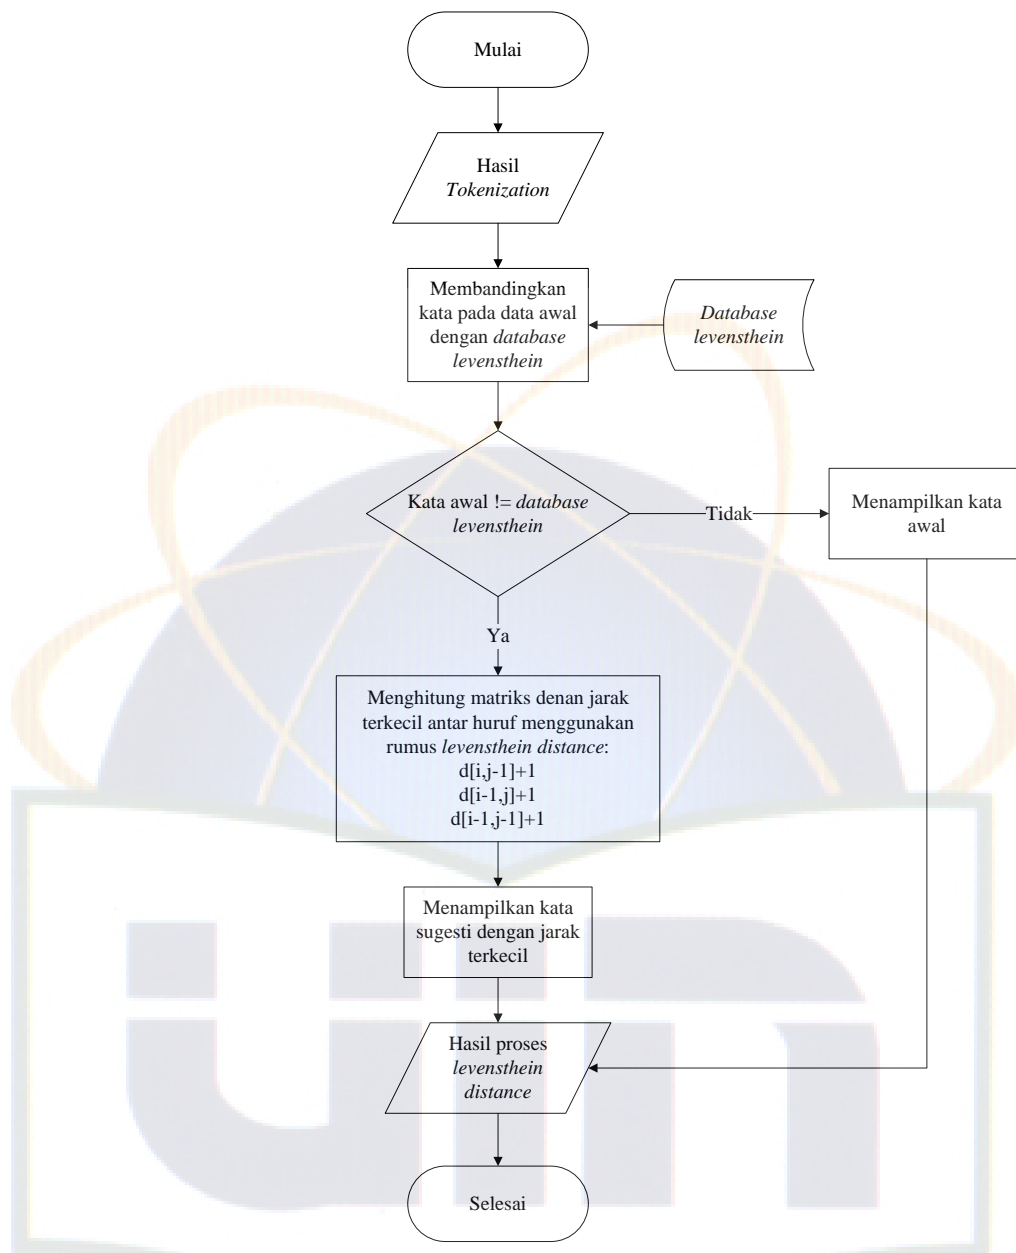 Mulai
Hasil
Tokenization
Membandingkan
kata pada data awal
dengan database
levensthein
Database
levensthein
Kata awal != database
levensthein
Tidak
Menampilkan kata
awal
Ya
Menghitung matriks denan jarak
terkecil antar huruf menggunakan
rumus levensthein distance:
d[i,j-1]+1
d[i-1,j]+1
d[i-1,j-1]+1
Menampilkan kata
sugesti dengan jarak
terkecil
Hasil proses
levensthein
distance
Selesai
uin